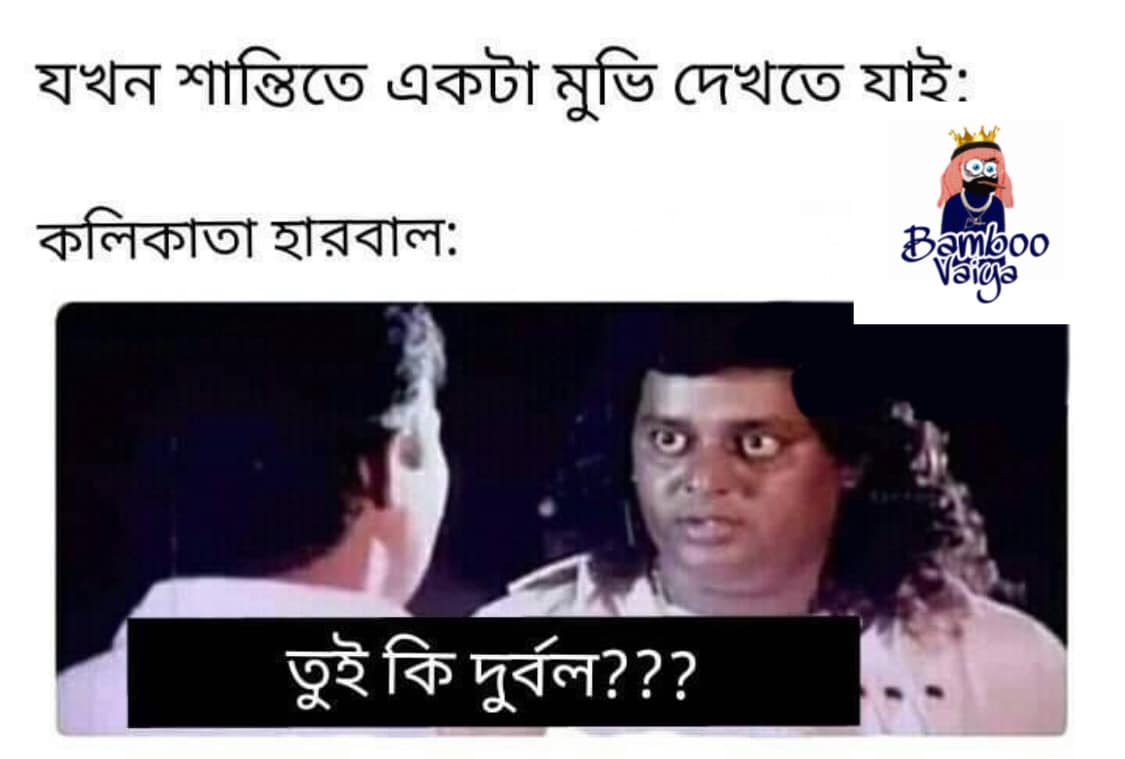 যখন শান্তিতে একটা মুভি দেখতে যাই:
Bamboo
Vaiya
কলিকাতা হারবাল:
তুই কি দুর্বল???